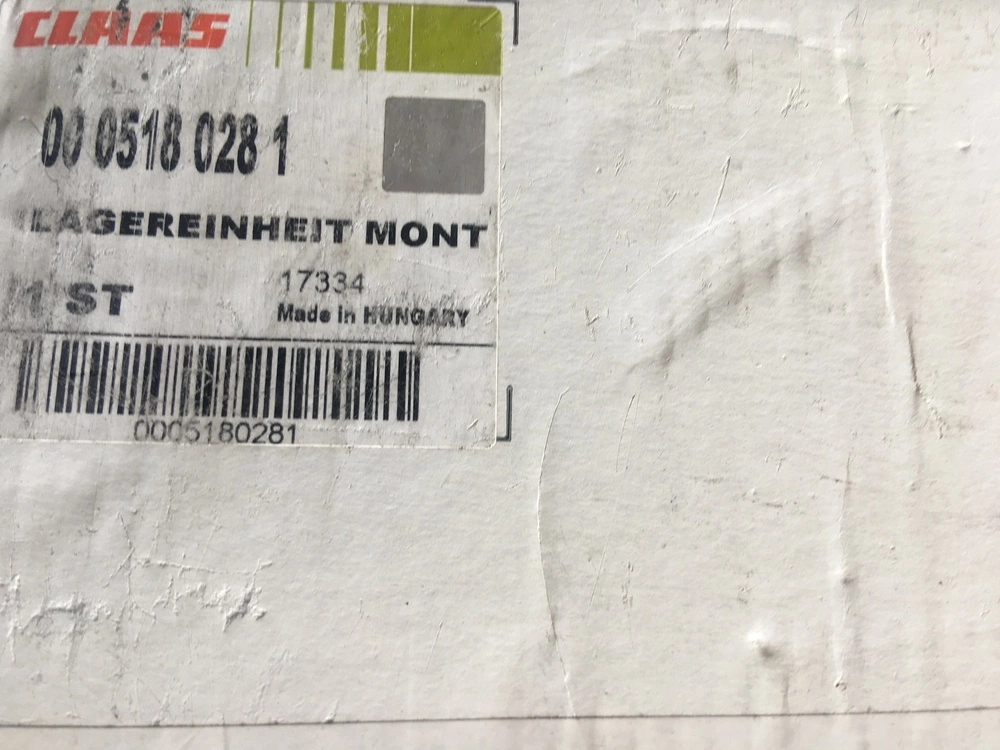 CLAAS
00 0518 028 1
LAGEREINHEIT MONT
1 ST
17334
Made in HUNGARY
0005180281